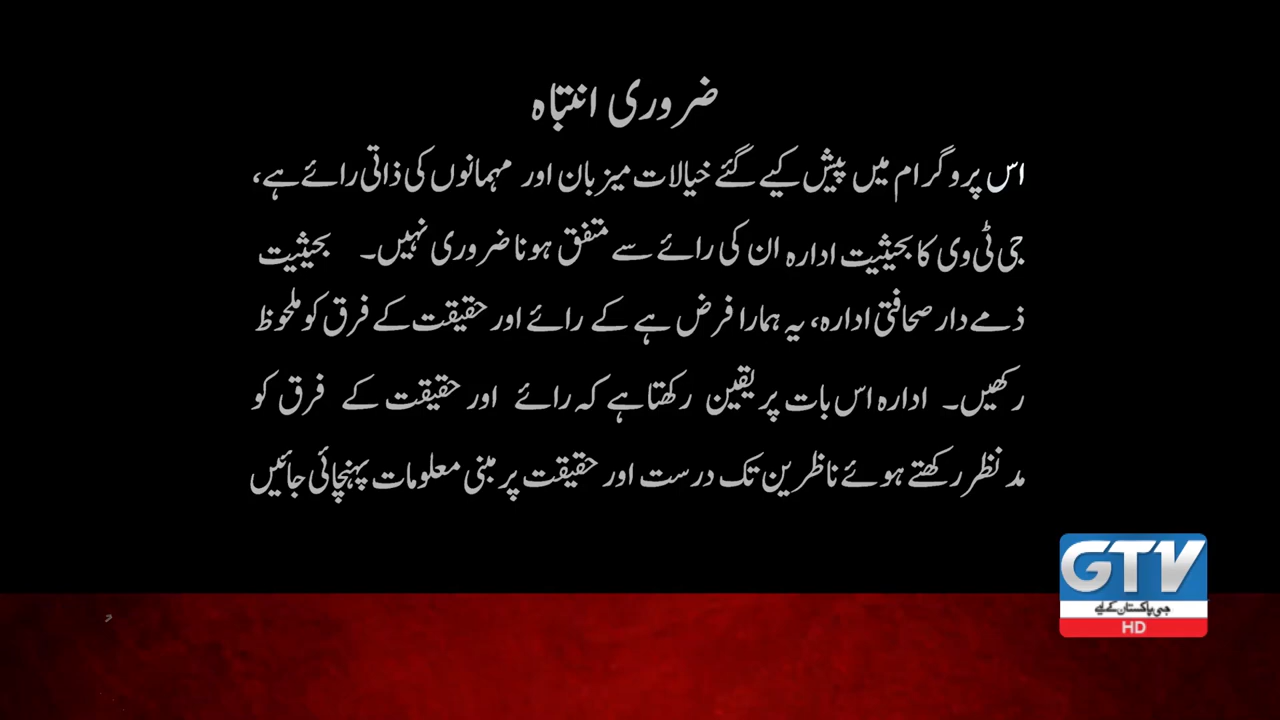 ضروری انتباہ
اس پروگرام میں پیش کیے گئے خیالات میزبان اور مہمانوں کی ذاتی رائے ہے،
جی ٹی وی کا بحیثیت ادارہ ان کی رائے سے متفق ہونا ضروری نہیں۔ بحیثیت
ذمے دار صحافتی ادارہ، یہ ہمارا فرض ہے کے رائے اور حقیقت کے فرق کو ملحوظ
رکھیں۔ ادارہ اس بات پر یقین رکھتا ہے کہ رائے اور حقیقت کے فرق کو
مد نظر رکھتے ہوئے ناظرین تک درست اور حقیقت پر مبنی معلومات پہنچائی جائیں
GTV
جی پاکستان کے لیے
HD